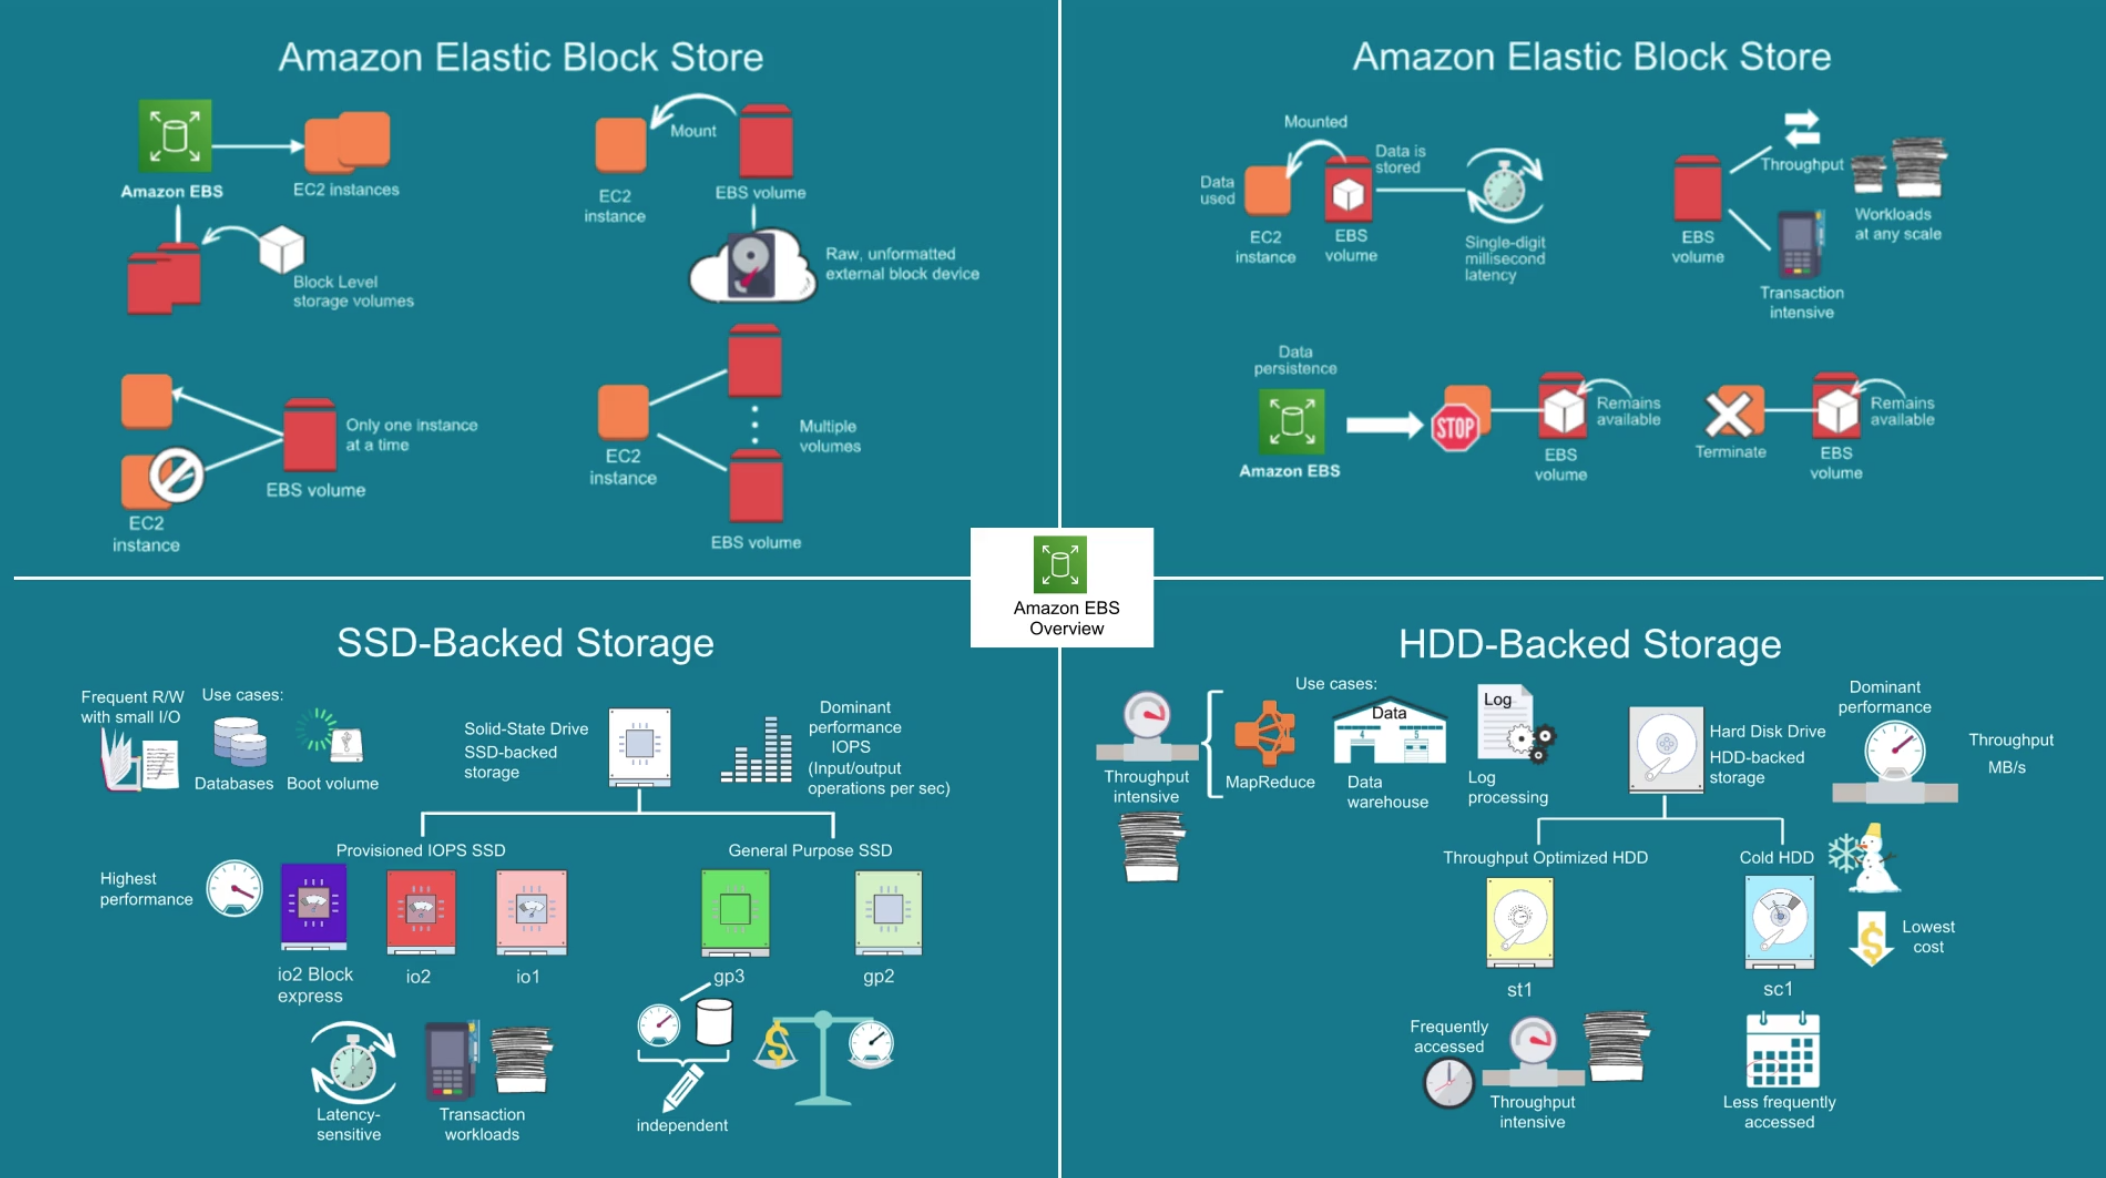 Amazon Elastic Block Store
Amazon EBS
EC2 instances
Block Level
storage volumes
Mount
EC2
instance
EBS volume
Raw, unformatted
external block device
Only one instance
at a time
EBS volume
EC2
instance
EC2
instance
Multiple
volumes
EBS volume
Amazon Elastic Block Store
Mounted
Data is
stored
Data
used
EC2
instance
EBS
volume
Single-digit
millisecond
latency
EBS
volume
Throughput
Workloads
at any scale
Transaction
intensive
Data
persistence
Amazon EBS
STOP
Remains
available
EBS
volume
Terminate
Remains
available
EBS
volume
Amazon EBS
Overview
SSD-Backed Storage
Frequent R/W
with small I/O
Use cases:
Databases
Boot volume
Solid-State Drive
SSD-backed
storage
Dominant
performance
IOPS
(Input/output
operations per sec)
Provisioned IOPS SSD
General Purpose SSD
Highest
performance
io2 Block
express
io2
io1
gp3
gp2
Latency-
sensitive
Transaction
workloads
independent
$
HDD-Backed Storage
Throughput
intensive
Use cases:
MapReduce
Data
4
5
Data
warehouse
Log
Log
processing
Hard Disk Drive
HDD-backed
storage
Dominant
performance
Throughput
MB/s
Throughput Optimized HDD
Cold HDD
st1
sc1
$
Lowest
cost
Frequently
accessed
Throughput
intensive
Less frequently
accessed